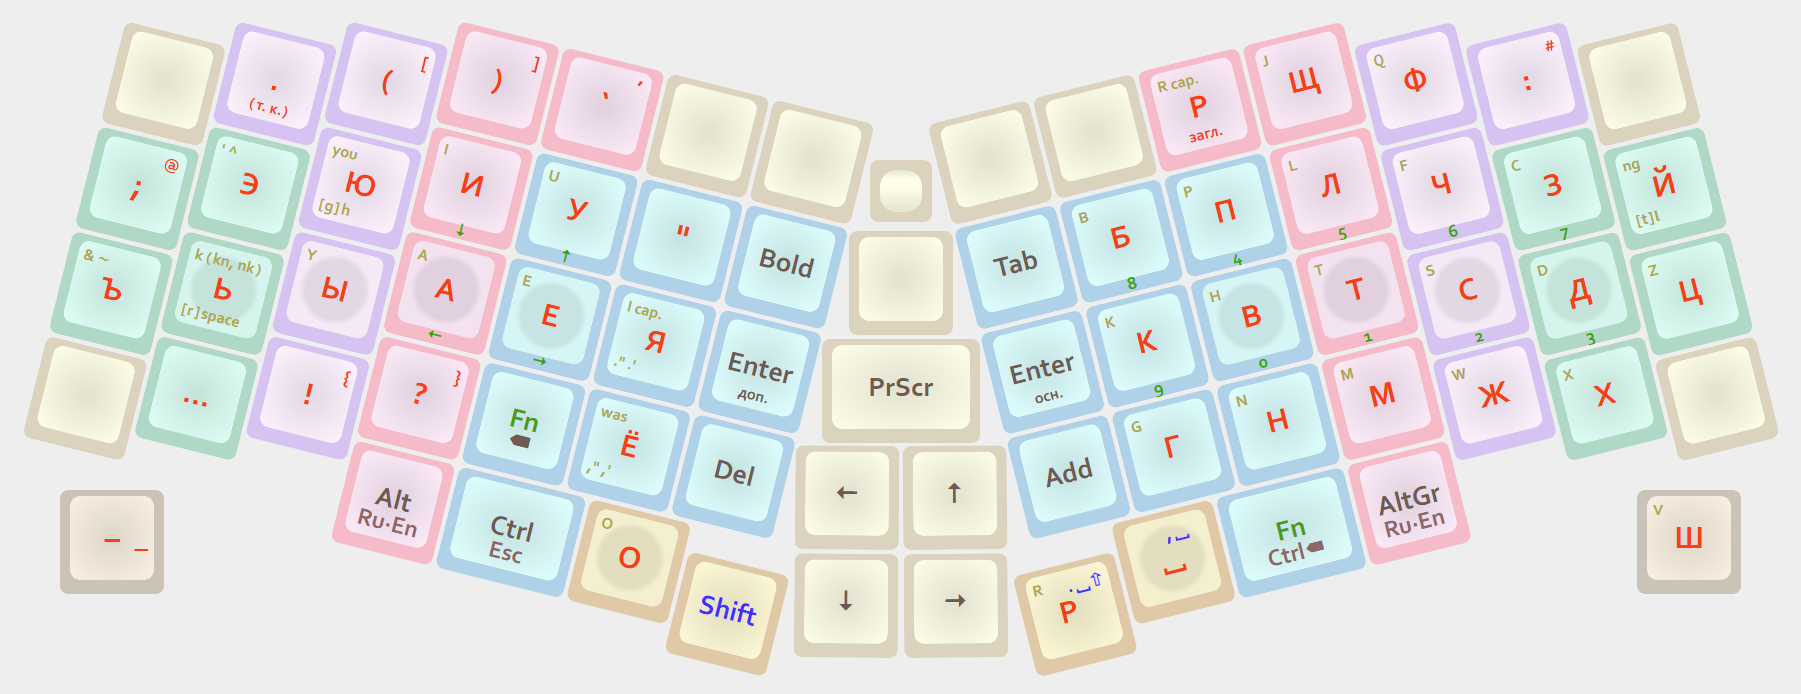 .
(т.к.)
( [
) ]
‛ ʼ
R cap.
Р
загл.
J
Щ
Q
Ф
: #
; @
' ^
Э
you
Ю
[g]h
I
И
↓
U
У
↑
"
Bold
Tab
B
Б
8
P
П
4
L
Л
5
F
Ч
6
C
З
7
ng
Й
[t]l
& ~
Ъ
k (kn, nk)
Ь
[r]space
Y
Ы
A
А
←
E
Е
→
I cap.
Я
.".'
Enter
доп.
PrScr
Enter
осн.
K
К
9
H
В
0
T
Т
1
S
С
2
D
Д
3
Z
Ц
...
! {
? }
Fn
was
Ё
,",'
Del
← ↑
Add
G
Г
N
Н
M
М
W
Ж
X
Х
– _
Alt
Ru·En
Ctrl
Esc
O
О
Shift
↓ →
R
Р
.⎵⇧
,⎵
⎵
Fn
Ctrl
AltGr
Ru·En
V
Ш